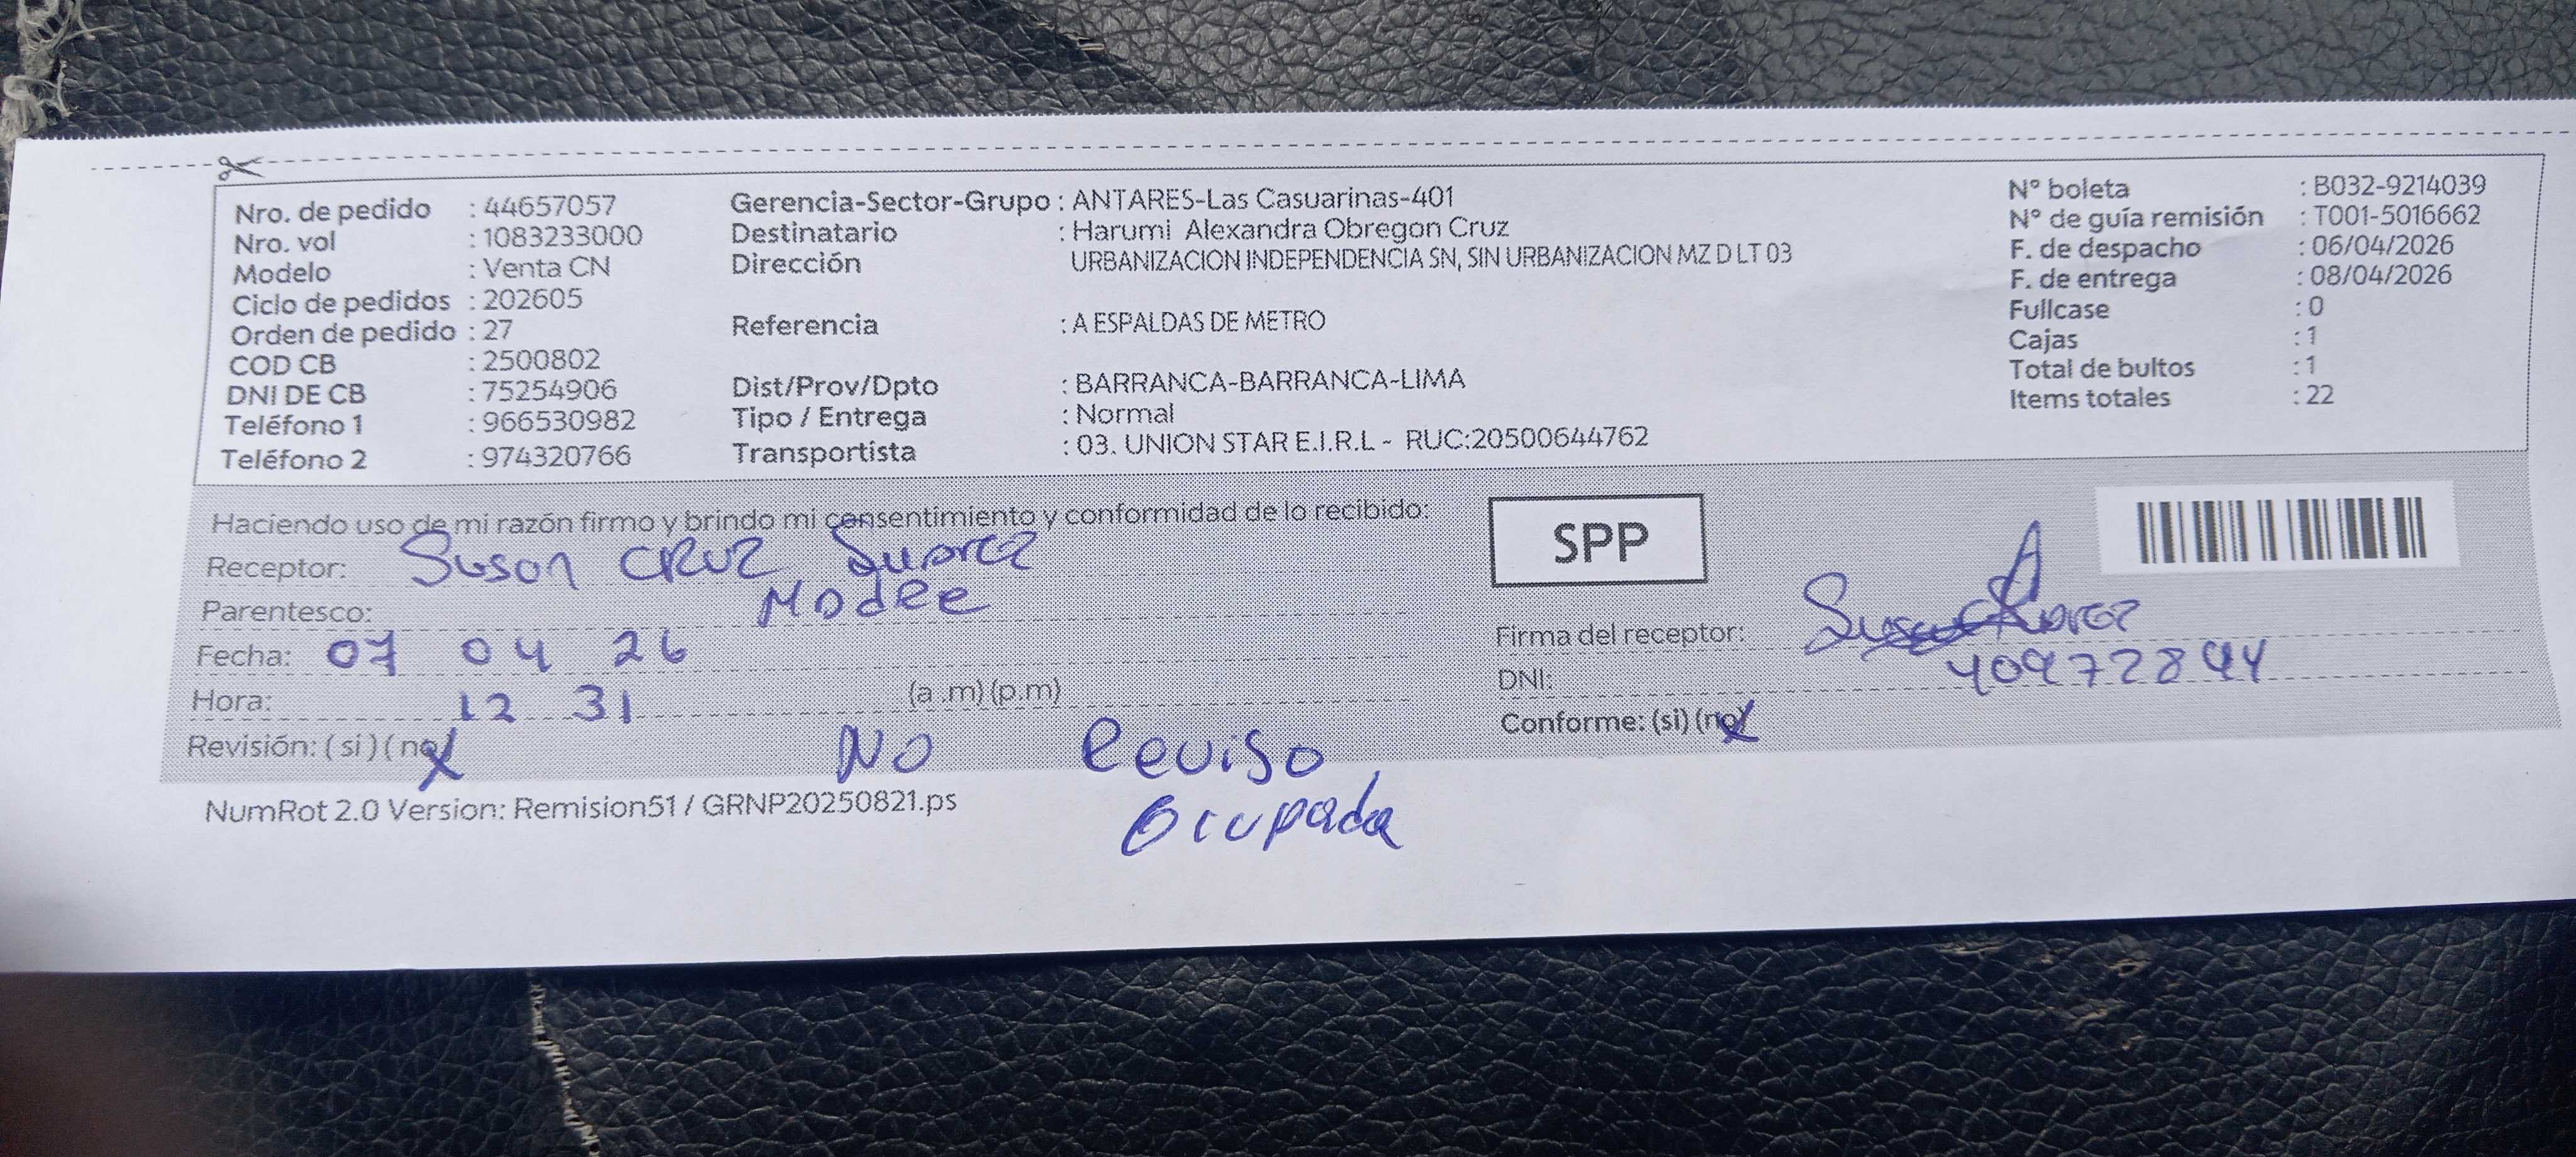 Nro. de pedido : 44657057
Nro. vol : 1083233000
Modelo : Venta CN
Ciclo de pedidos : 202605
Orden de pedido : 27
COD CB : 2500802
DNI DE CB : 75254906
Teléfono 1 : 966530982
Teléfono 2 : 974320766
Gerencia-Sector-Grupo : ANTARES-Las Casuarinas-401
Destinatario : Harumi Alexandra Obregon Cruz
Dirección URBANIZACION INDEPENDENCIA SN, SIN URBANIZACION MZ D LT 03
Referencia : A ESPALDAS DE METRO
Dist/Prov/Dpto : BARRANCA-BARRANCA-LIMA
Tipo / Entrega : Normal
Transportista : 03. UNION STAR E.I.R.L - RUC:20500644762
N° boleta : B032-9214039
N° de guía remisión : T001-5016662
F. de despacho : 06/04/2026
F. de entrega : 08/04/2026
Fullcase : 0
Cajas : 1
Total de bultos : 1
Items totales : 22
Haciendo uso de mi razón firmo y brindo mi consentimiento y conformidad de lo recibido:
Receptor: Suson CRUZ Suarez
Parentesco: Madre
Fecha: 07 04 26
Hora: 12 31 (a .m) (p.m)
Revisión: ( si ) ( no)
No Reviso
Ocupada
SPP
Firma del receptor: Suarez
DNI: 40972844
Conforme: (si) (no)
NumRot 2.0 Version: Remision51 / GRNP20250821.ps